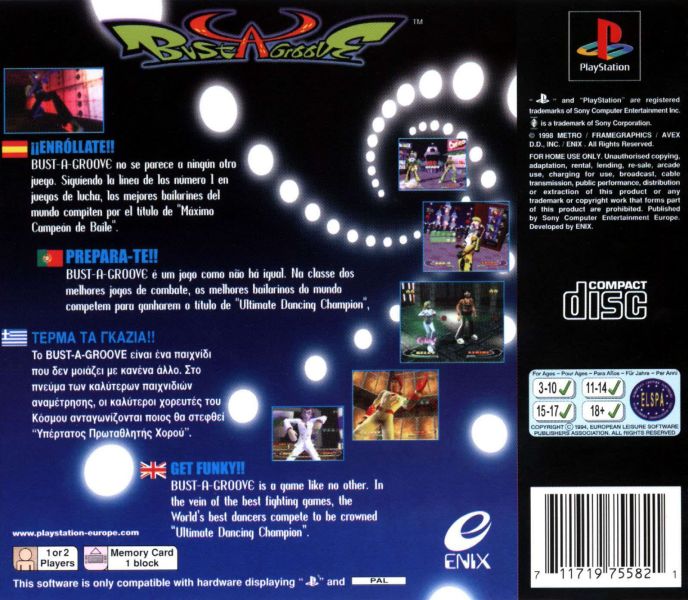 BUST A GROOVE
™
¡¡ENRÓLLATE!!
BUST-A-GROOVE no se parece a ningún otro
juego. Siguiendo la linea de los número 1 en
juegos de lucha, los mejores bailarines del
mundo compiten por el título de "Máximo
Campeón de Baile".
PREPARA-TE!!
BUST-A-GROOVE é um jogo como não há igual. Na classe dos
melhores jogos de combate, os melhores bailarinos do mundo
competem para ganharem o título de "Ultimate Dancing Champion",
ΤΕΡΜΑ ΤΑ ΓΚΑΖΙΑ!!
Το BUST-A-GROOVE είναι ένα παιχνίδι
που δεν μοιάζει με κανένα άλλο. Στο
πνεύμα των καλύτερων παιχνιδιών
αναμέτρησης, οι καλύτεροι χορευτές του
Κόσμου ανταγωνίζονται ποιος θα στεφθεί
"Υπέρτατος Πρωταθλητής Χορού".
GET FUNKY!!
BUST-A-GROOVE is a game like no other. In
the vein of the best fighting games, the
World's best dancers compete to be crowned
"Ultimate Dancing Champion".
www.playstation-europe.com
1 or 2
Players
Memory Card
1 block
This software is only compatible with hardware displaying " " and PAL
ENIX
PlayStation
" " and "PlayStation" are registered
trademarks of Sony Computer Entertainment Inc.
is a trademark of Sony Corporation.
© 1998 METRO / FRAMEGRAPHICS / AVEX
D.D., INC. / ENIX . All Rights Reserved.
FOR HOME USE ONLY. Unauthorised copying,
adaptation, rental, lending, re-sale, arcade
use, charging for use, broadcast, cable
transmission, public performance, distribution
or extraction of this product or any
trademark or copyright work that forms part
of this product are prohibited. Published
by Sony Computer Entertainment Europe.
Developed by ENIX.
COMPACT
disc
For Ages - Pour Ages - Para Años - Für Jahre - Per Anni
3-10
11-14
15-17
18+
ELSPA
COPYRIGHT © 1994, EUROPEAN LEISURE SOFTWARE
PUBLISHERS ASSOCIATION. ALL RIGHTS RESERVED
7 11719 75582 1